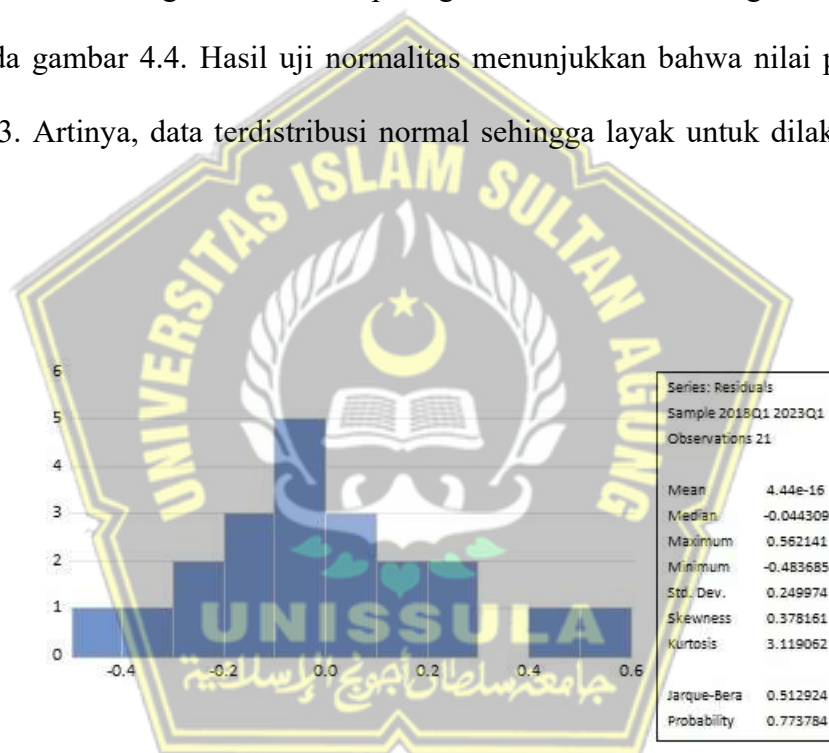 da gambar 4.4. Hasil uji normalitas menunjukkan bahwa nilai p
3. Artinya, data terdistribusi normal sehingga layak untuk dilak
UNIVERSITAS ISLAM SULTAN AGUNG
6
5
4
3
2
1
0
-0.4 -0.2 0.0 0.2 0.4 0.6
UNISSULA
جامعة سلطان أجونج الإسلامية
Series: Residuals
Sample 2018Q1 2023Q1
Observations 21
Mean 4.44e-16
Median -0.044309
Maximum 0.562141
Minimum -0.483685
Std. Dev. 0.249974
Skewness 0.378161
Kurtosis 3.119062
Jarque-Bera 0.512924
Probability 0.773784